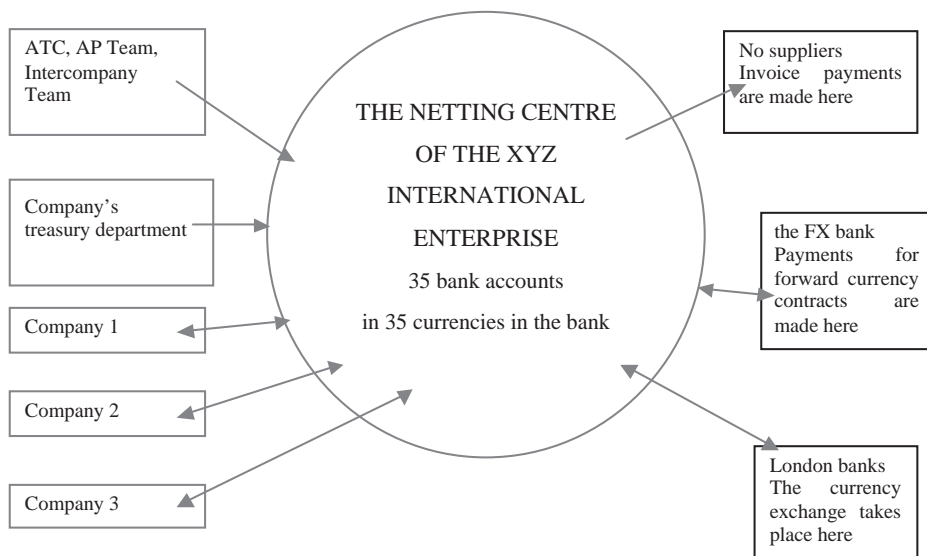 ATC, AP Team,
Intercompany
Team
Company's
treasury department
Company 1
Company 2
Company 3
THE NETTING CENTRE
OF THE XYZ
INTERNATIONAL
ENTERPRISE
35 bank accounts
in 35 currencies in the bank
No suppliers
Invoice payments
are made here
the FX bank
Payments for
forward currency
contracts are
made here
London banks
The currency
exchange takes
place here